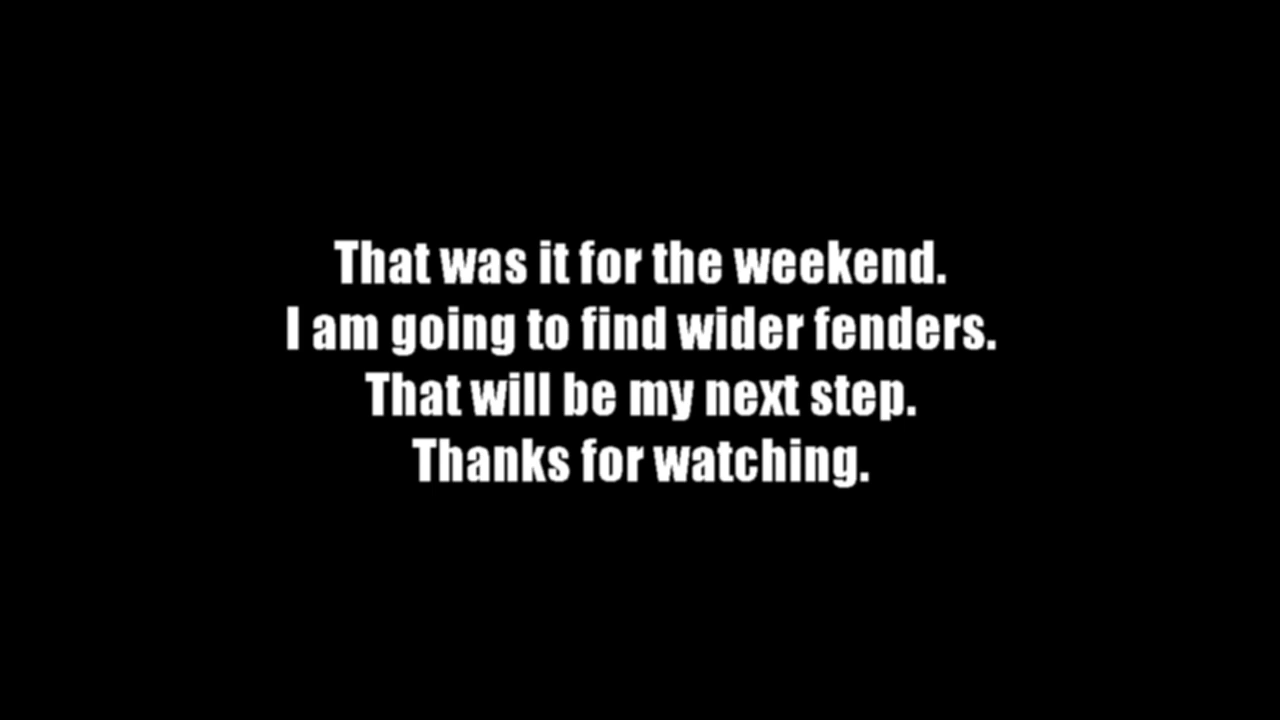 That was it for the weekend.
I am going to find wider fenders.
That will be my next step.
Thanks for watching.